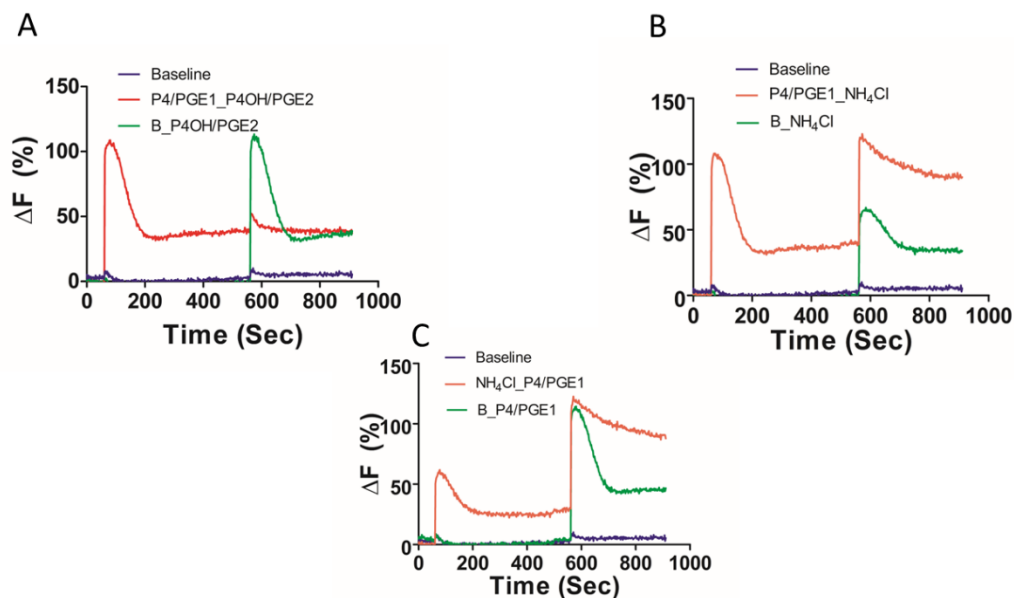 A
Baseline
P4/PGE1_P4OH/PGE2
B_P4OH/PGE2
150
100
50
0
ΔF (%)
0 200 400 600 800 1000
Time (Sec)
B
Baseline
P4/PGE1_NH₄Cl
B_NH₄Cl
150
100
50
0
ΔF (%)
0 200 400 600 800 1000
Time (Sec)
C
Baseline
NH₄Cl_P4/PGE1
B_P4/PGE1
150
100
50
0
ΔF (%)
0 200 400 600 800 1000
Time (Sec)